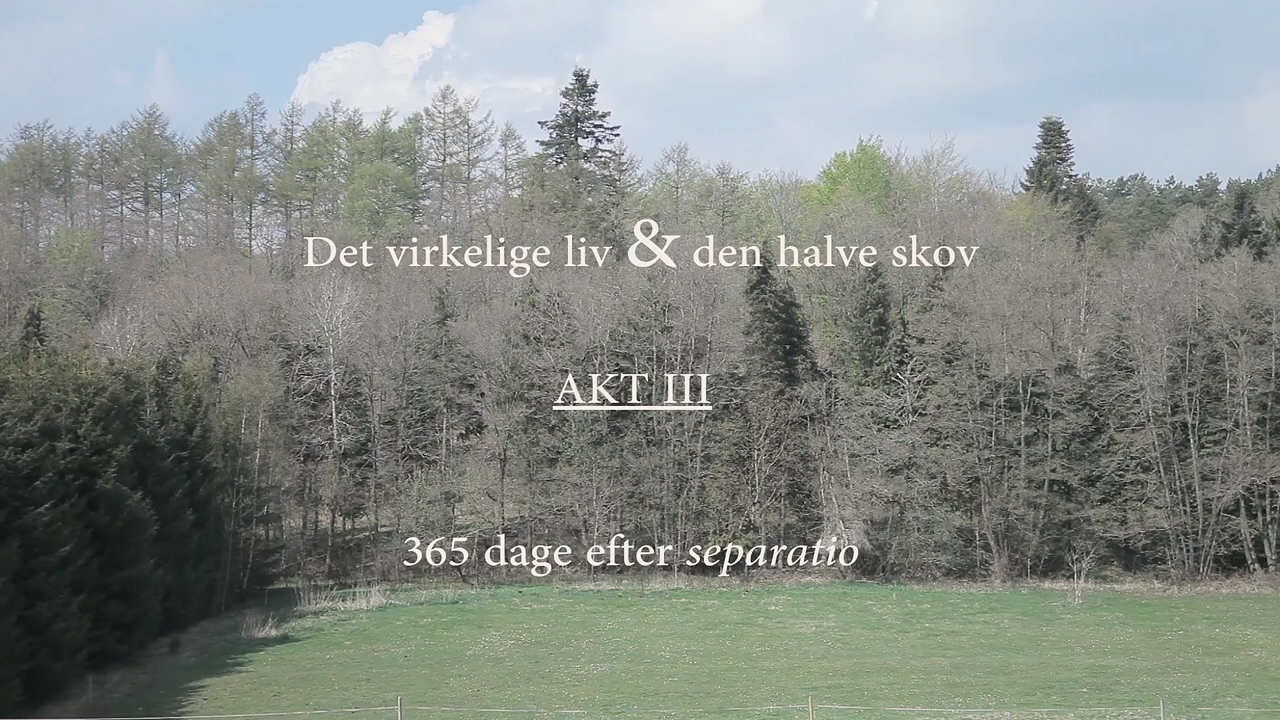 Det virkelige liv & den halve skov
AKT III
365 dage efter separatio